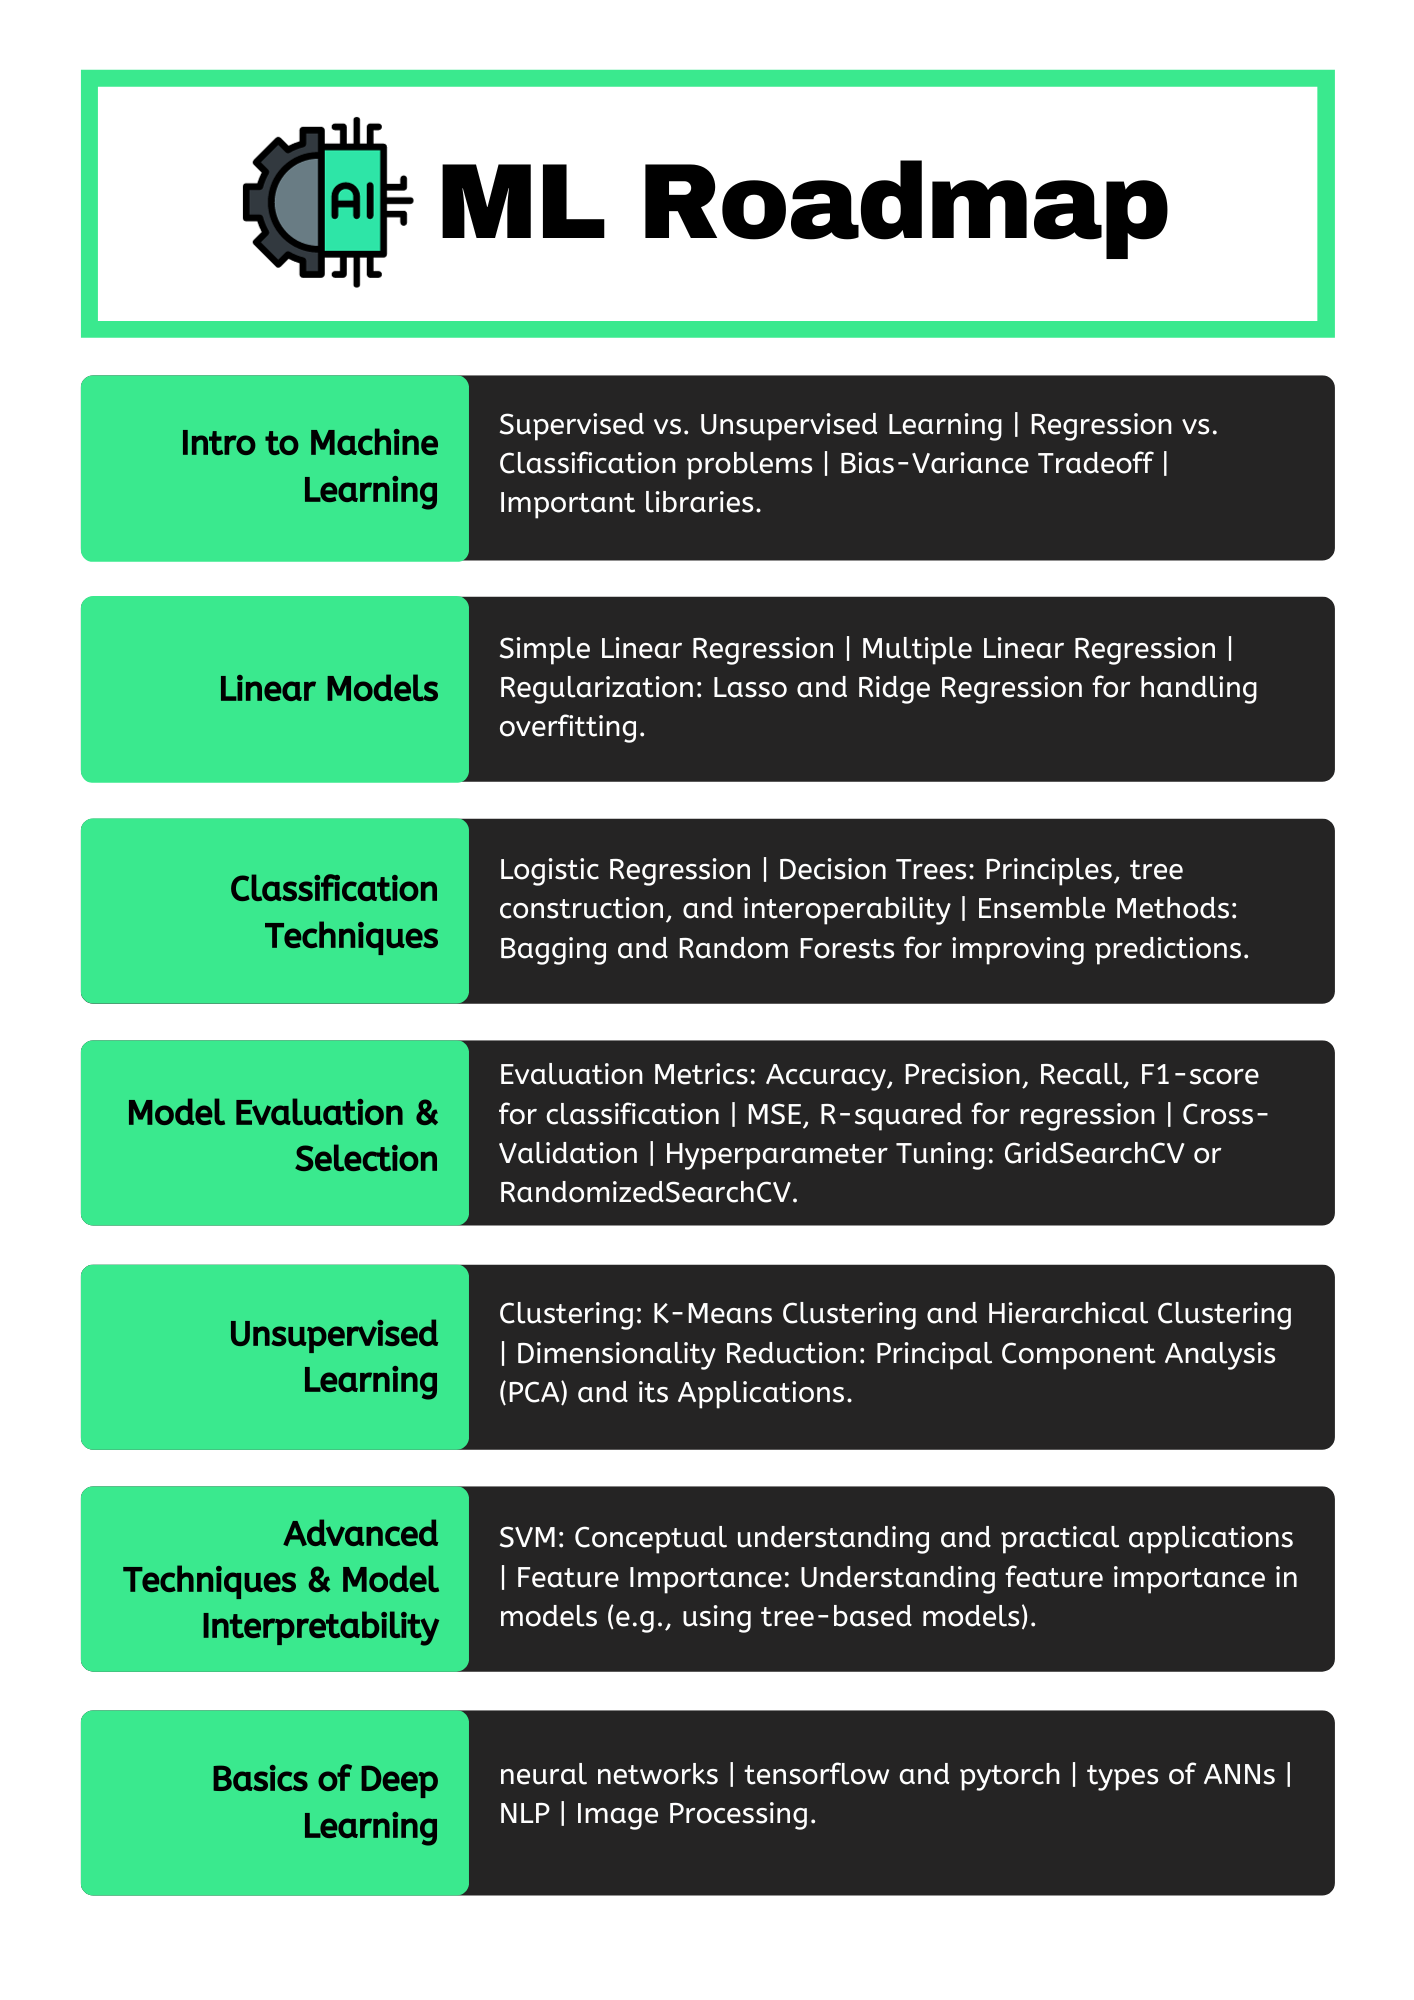 AI
ML Roadmap
Intro to Machine
Learning
Supervised vs. Unsupervised Learning | Regression vs.
Classification problems | Bias-Variance Tradeoff |
Important libraries.
Linear Models
Simple Linear Regression | Multiple Linear Regression |
Regularization: Lasso and Ridge Regression for handling
overfitting.
Classification
Techniques
Logistic Regression | Decision Trees: Principles, tree
construction, and interoperability | Ensemble Methods:
Bagging and Random Forests for improving predictions.
Model Evaluation &
Selection
Evaluation Metrics: Accuracy, Precision, Recall, F1-score
for classification | MSE, R-squared for regression | Cross-
Validation | Hyperparameter Tuning: GridSearchCV or
RandomizedSearchCV.
Unsupervised
Learning
Clustering: K-Means Clustering and Hierarchical Clustering
| Dimensionality Reduction: Principal Component Analysis
(PCA) and its Applications.
Advanced
Techniques & Model
Interpretability
SVM: Conceptual understanding and practical applications
| Feature Importance: Understanding feature importance in
models (e.g., using tree-based models).
Basics of Deep
Learning
neural networks | tensorflow and pytorch | types of ANNs |
NLP | Image Processing.